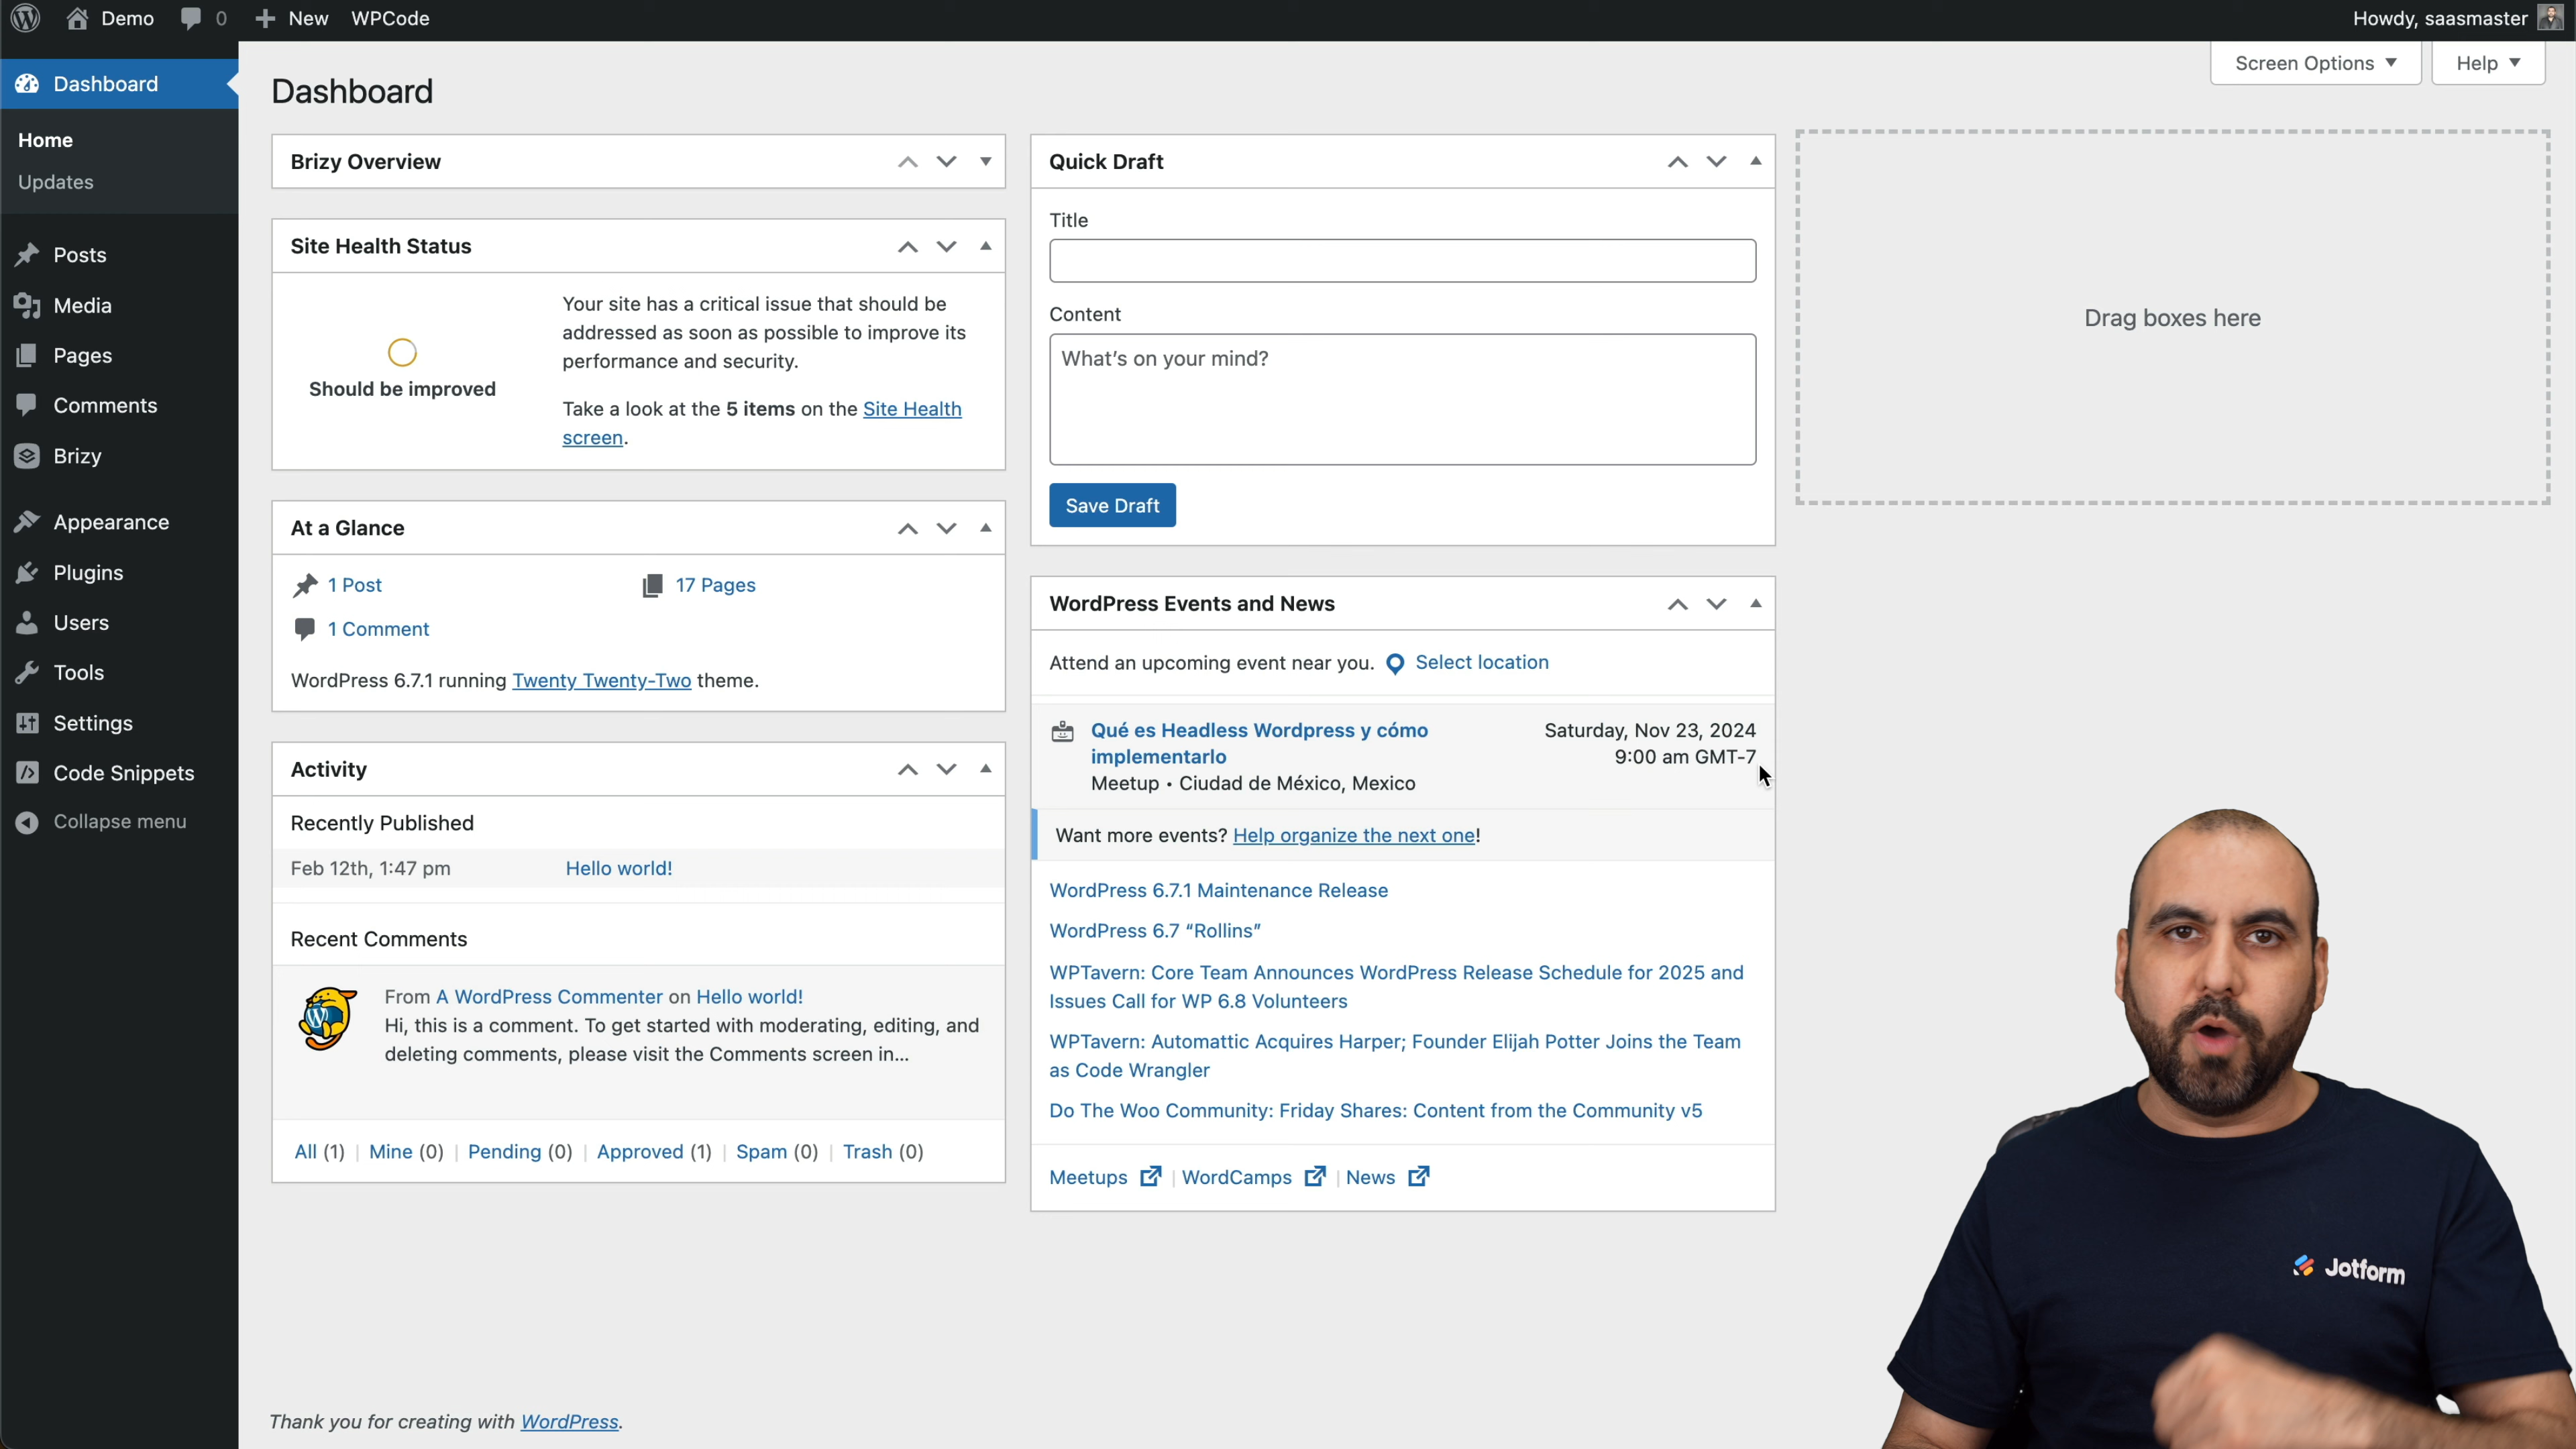 Demo
0
New
WPCode
Howdy, saasmaster
Dashboard
Home
Updates
Posts
Media
Pages
Comments
Brizy
Appearance
Plugins
Users
Tools
Settings
Code Snippets
Collapse menu
Screen Options
Help
Dashboard
Brizy Overview
Site Health Status
Should be improved
Your site has a critical issue that should be
addressed as soon as possible to improve its
performance and security.
Take a look at the 5 items on the Site Health
screen.
At a Glance
1 Post
17 Pages
1 Comment
WordPress 6.7.1 running Twenty Twenty-Two theme.
Activity
Recently Published
Feb 12th, 1:47 pm
Hello world!
Recent Comments
From A WordPress Commenter on Hello world!
Hi, this is a comment. To get started with moderating, editing, and
deleting comments, please visit the Comments screen in...
All (1) | Mine (0) | Pending (0) | Approved (1) | Spam (0) | Trash (0)
Quick Draft
Title
Content
What's on your mind?
Save Draft
WordPress Events and News
Attend an upcoming event near you.
Select location
Qué es Headless Wordpress y cómo
implementarlo
Meetup • Ciudad de México, Mexico
Saturday, Nov 23, 2024
9:00 am GMT-7
Want more events? Help organize the next one!
WordPress 6.7.1 Maintenance Release
WordPress 6.7 “Rollins”
WPTavern: Core Team Announces WordPress Release Schedule for 2025 and
Issues Call for WP 6.8 Volunteers
WPTavern: Automattic Acquires Harper; Founder Elijah Potter Joins the Team
as Code Wrangler
Do The Woo Community: Friday Shares: Content from the Community v5
Meetups | WordCamps | News
Drag boxes here
Jotform
Thank you for creating with WordPress.